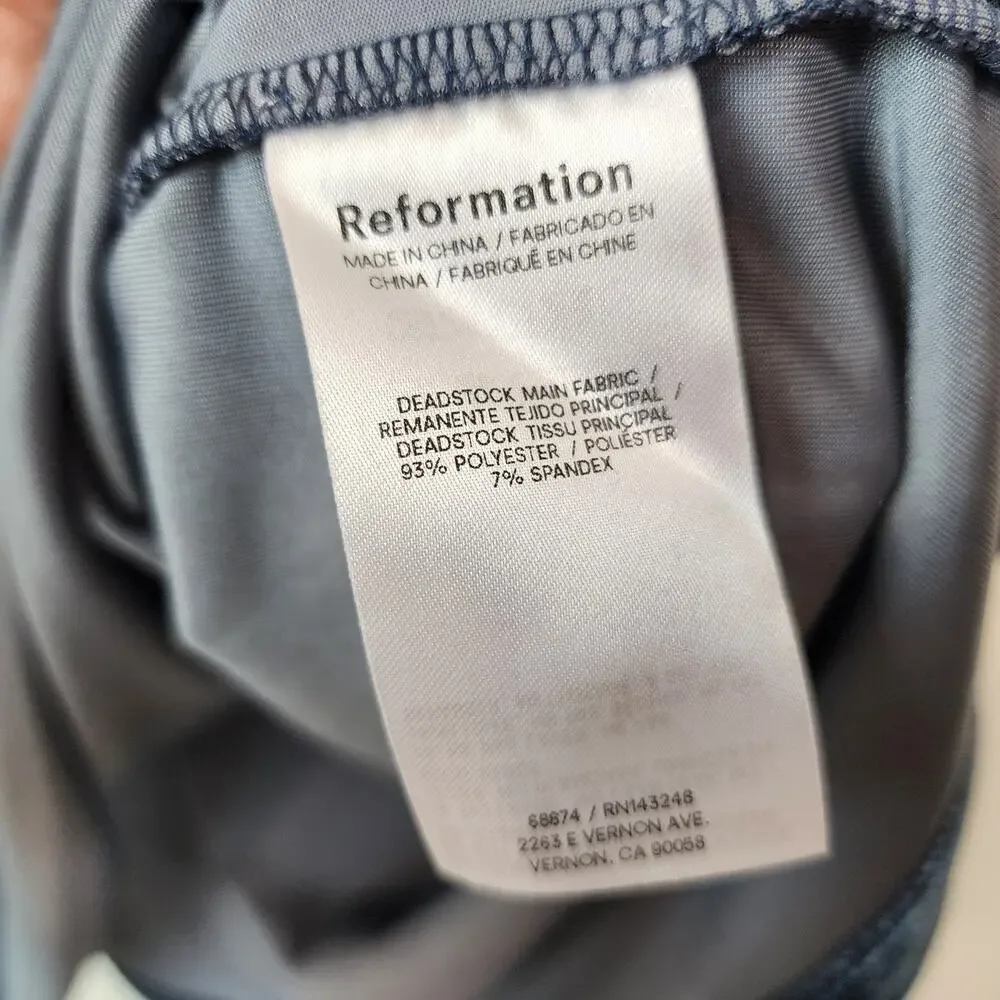 Reformation
MADE IN CHINA / FABRICADO EN
CHINA / FABRIQUÉ EN CHINE
DEADSTOCK MAIN FABRIC /
REMANENTE TEJIDO PRINCIPAL /
DEADSTOCK TISSU PRINCIPAL
93% POLYESTER / POLIÉSTER
7% SPANDEX
68874 / RN143246
2263 E VERNON AVE.
VERNON, CA 90058